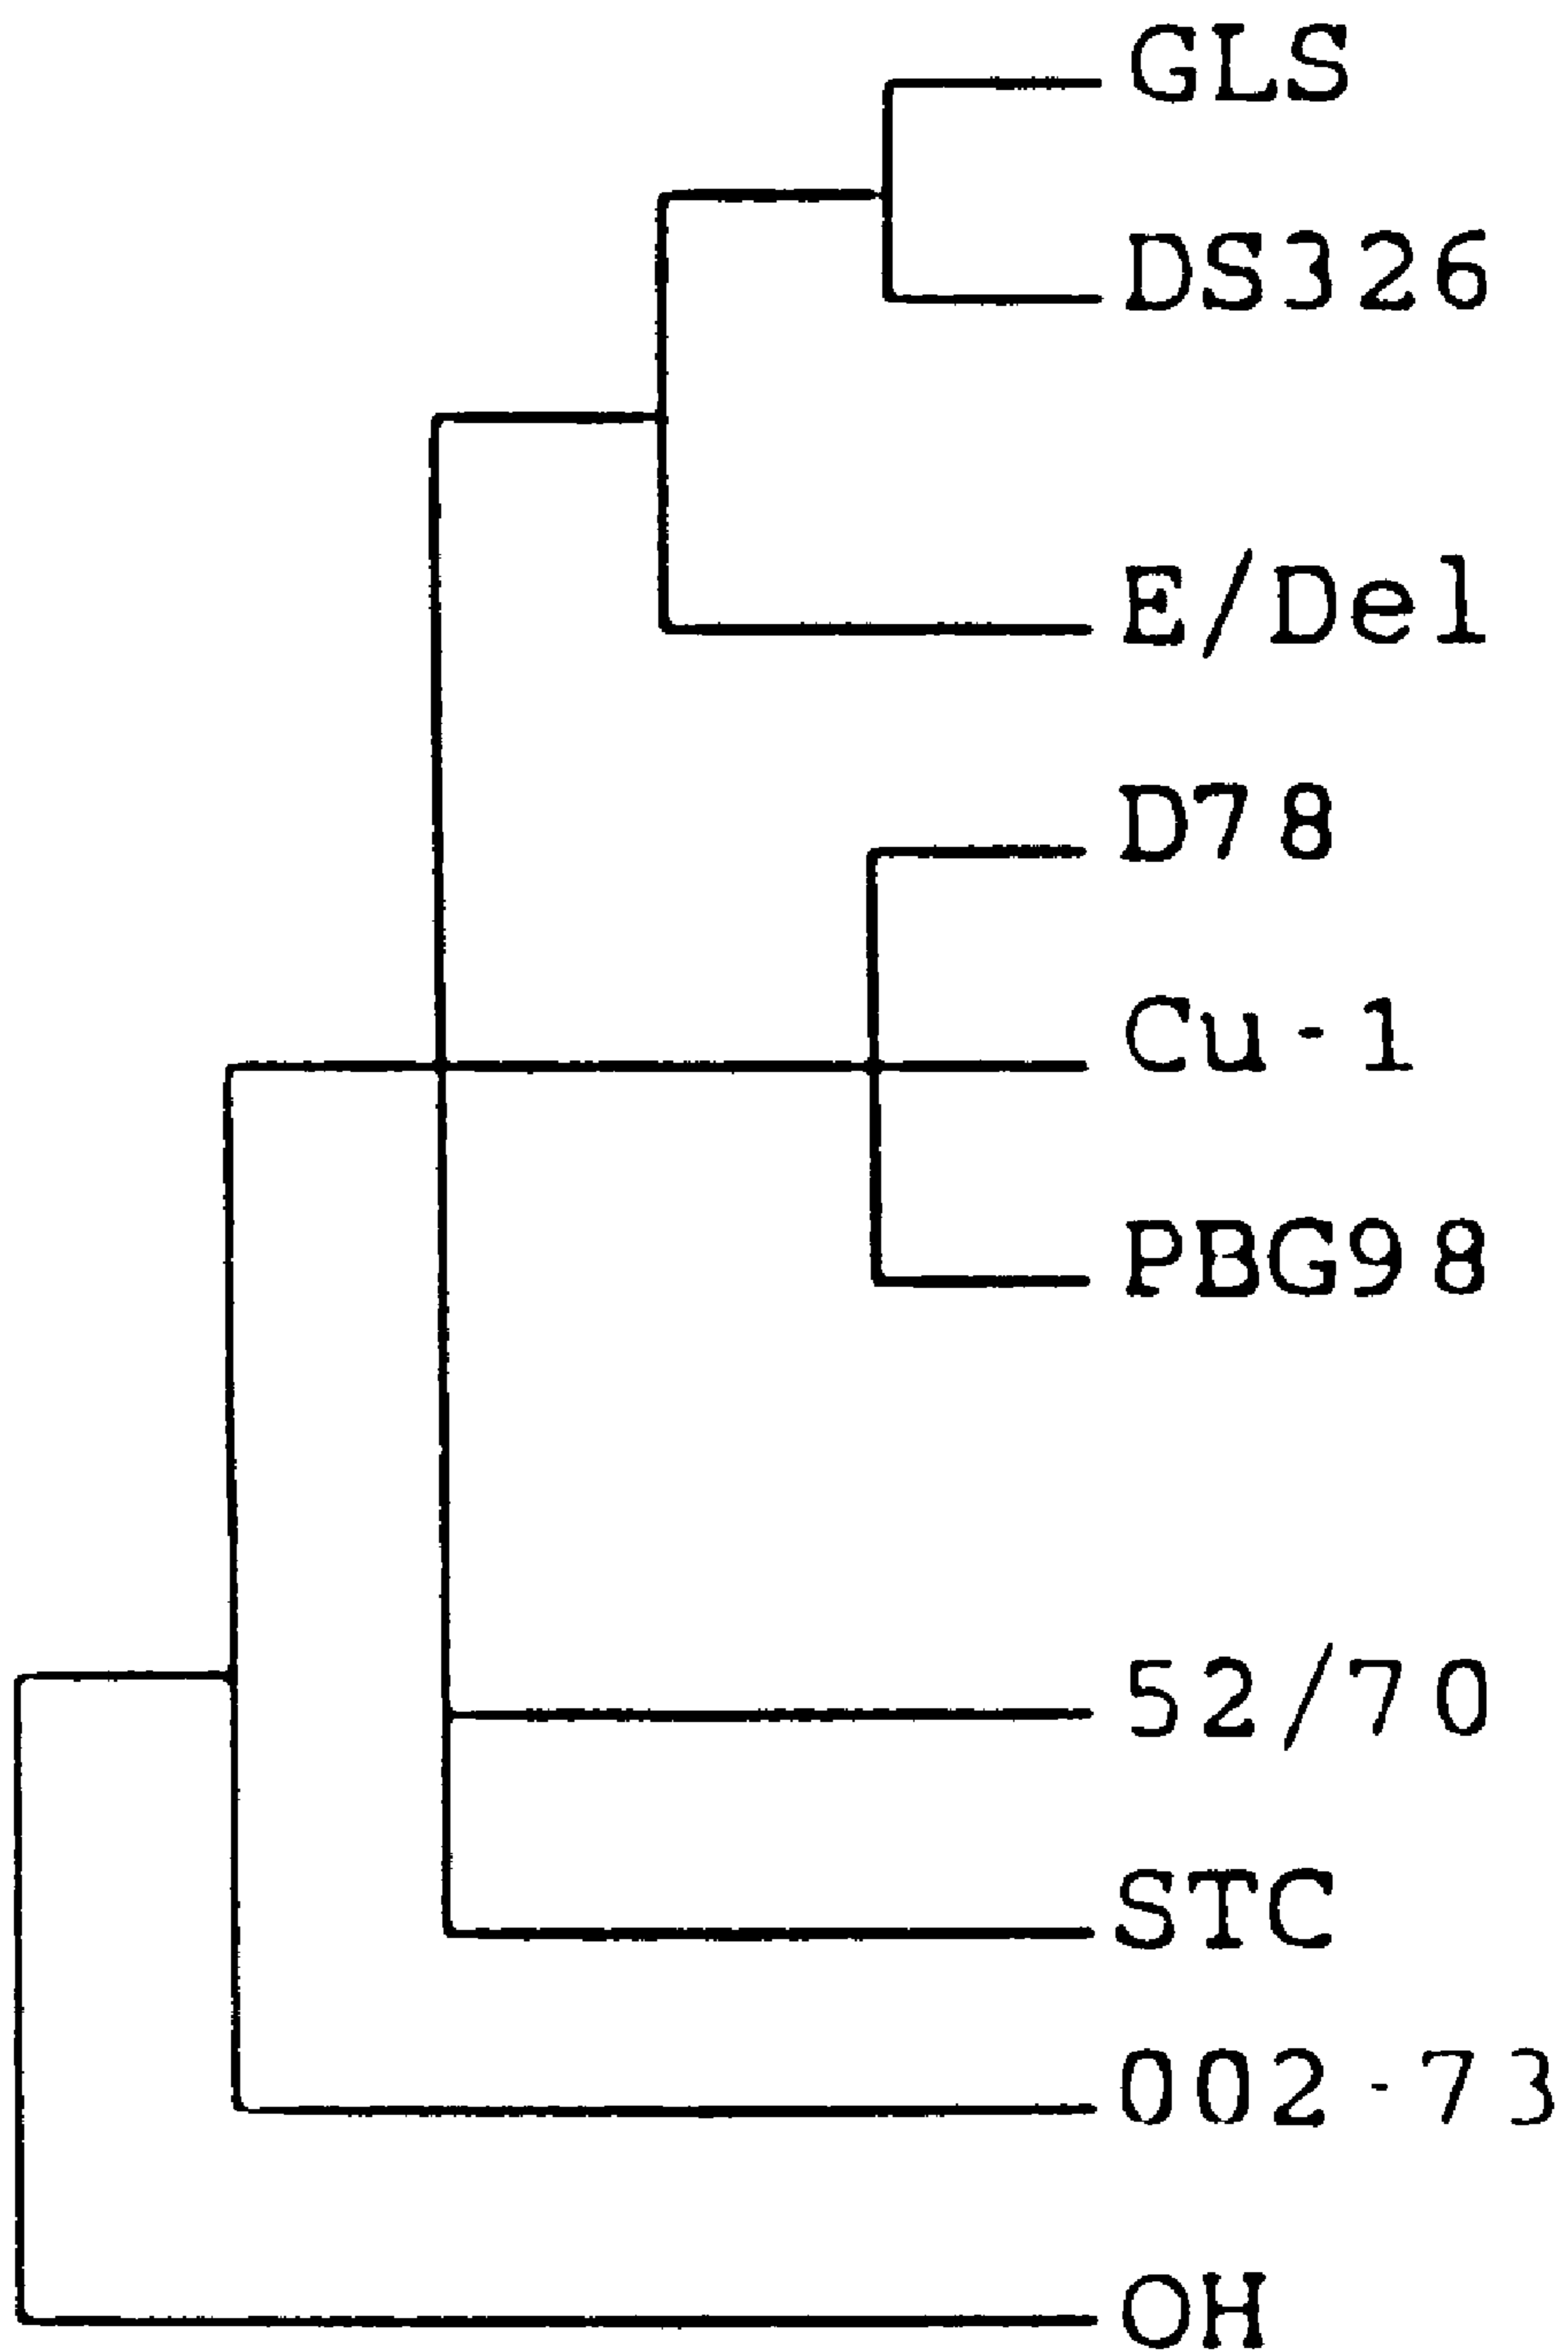 GLS
DS326
E/Del
D78
Cu-1
PBG98
52/70
STC
002-73
OH